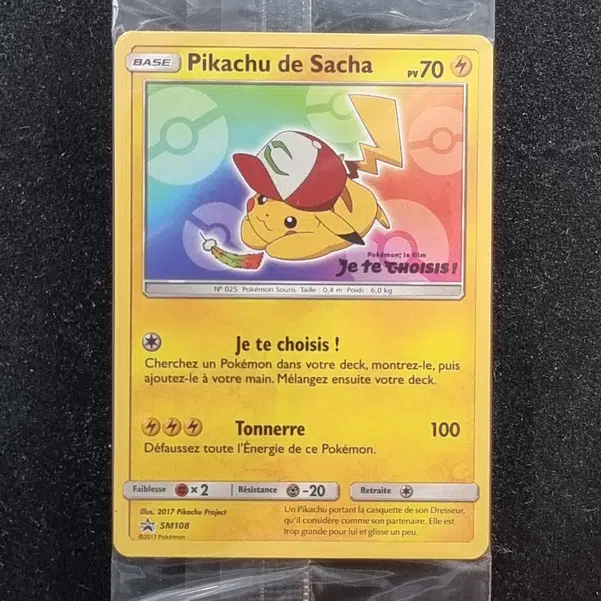 BASE Pikachu de Sacha PV70
Pokémon, le film
Je te CHOISIS !
N° 025 Pokémon Souris Taille : 0,4 m Poids : 6,0 kg
Je te choisis !
Cherchez un Pokémon dans votre deck, montrez-le, puis
ajoutez-le à votre main. Mélangez ensuite votre deck.
Tonnerre 100
Défaussez toute l'Énergie de ce Pokémon.
Faiblesse x 2 Résistance -20 Retraite
Illus. 2017 Pikachu Project
SM108
©2017 Pokémon
Un Pikachu portant la casquette de son Dresseur,
qu'il considère comme son partenaire. Elle est
trop grande pour lui et glisse un peu.